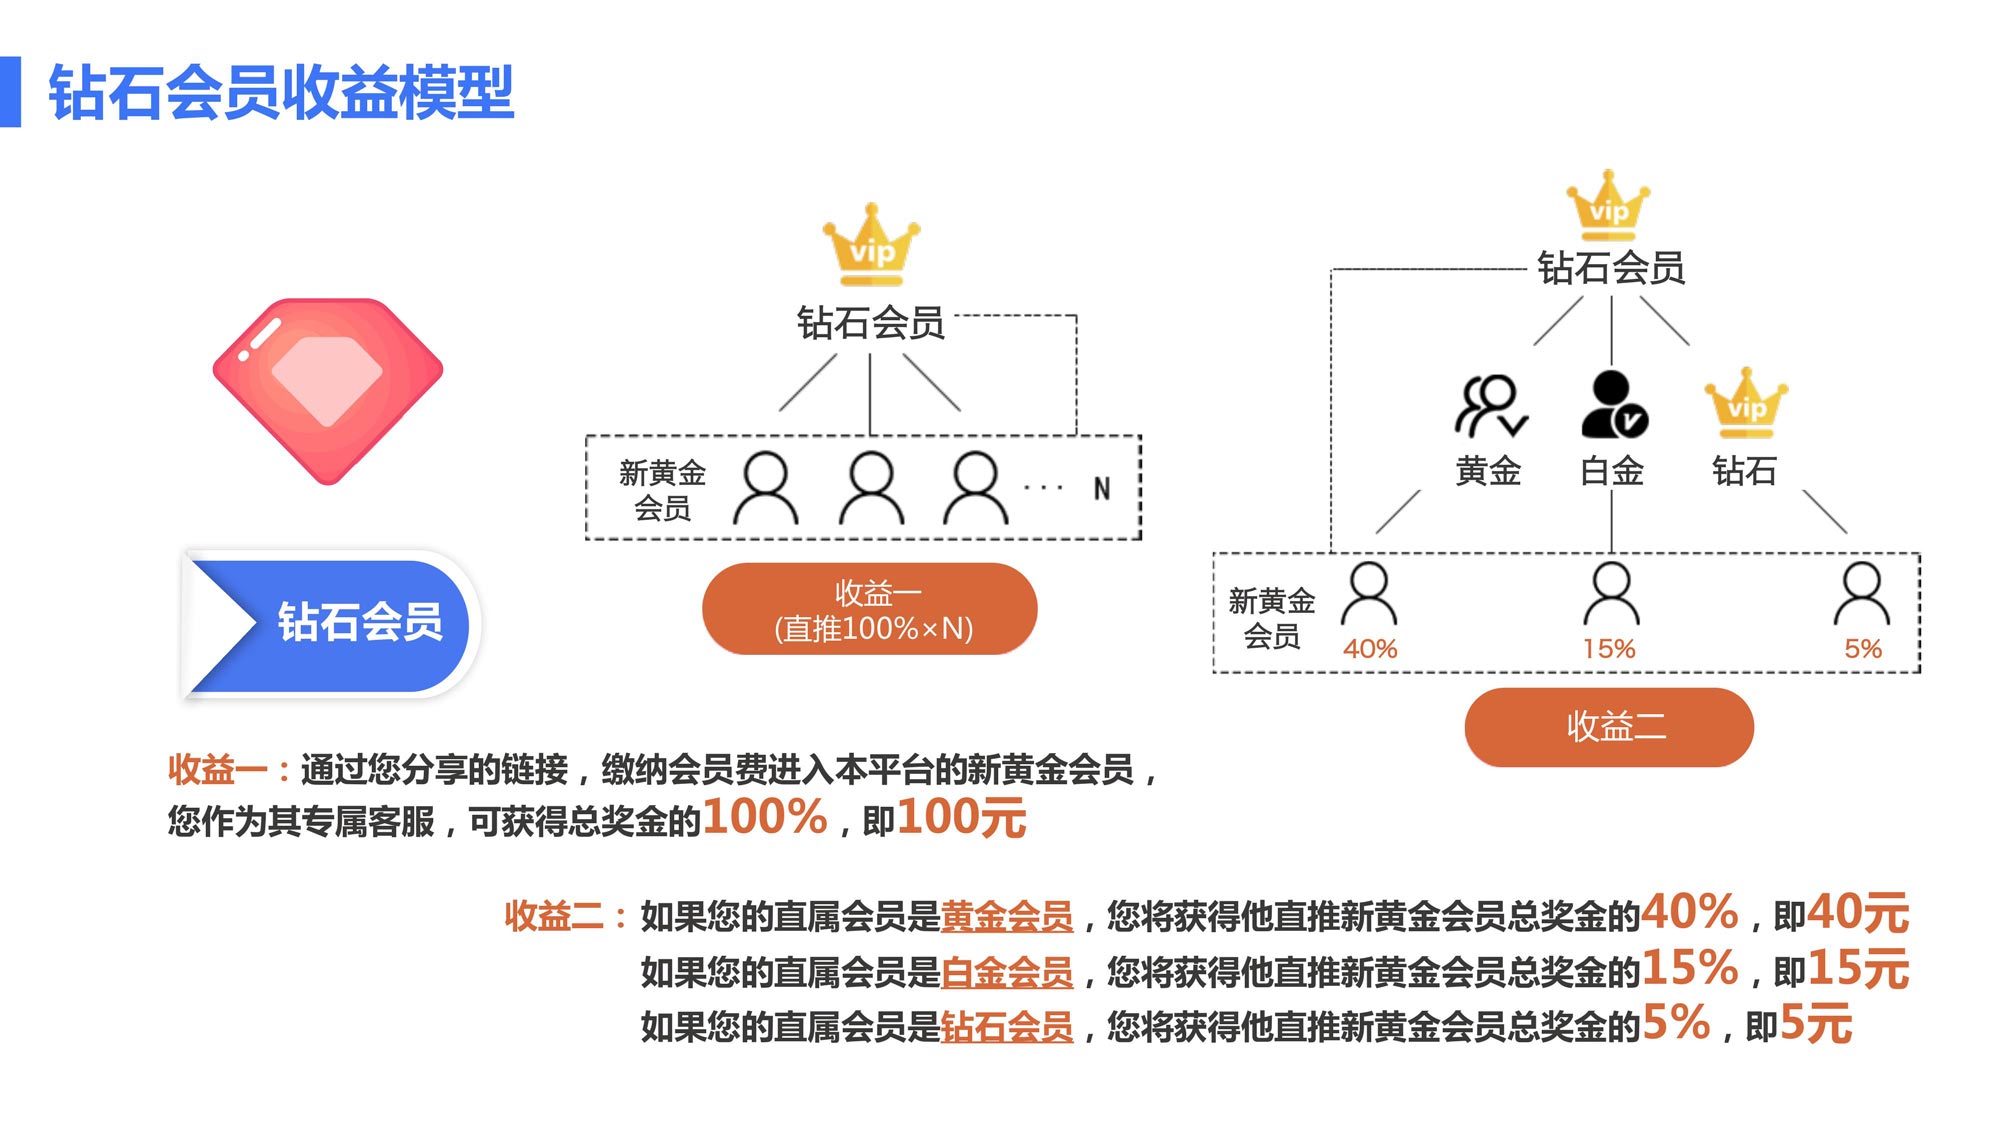 钻石会员收益模型
vip
钻石会员
新黄金
会员
··· N
收益一
(直推100%×N)
vip
钻石会员
vip
黄金 白金 钻石
新黄金
会员
40% 15% 5%
收益二
钻石会员
收益一：通过您分享的链接，缴纳会员费进入本平台的新黄金会员，
您作为其专属客服，可获得总奖金的100%，即100元
收益二：如果您的直属会员是黄金会员，您将获得他直推新黄金会员总奖金的40%，即40元
如果您的直属会员是白金会员，您将获得他直推新黄金会员总奖金的15%，即15元
如果您的直属会员是钻石会员，您将获得他直推新黄金会员总奖金的5%，即5元